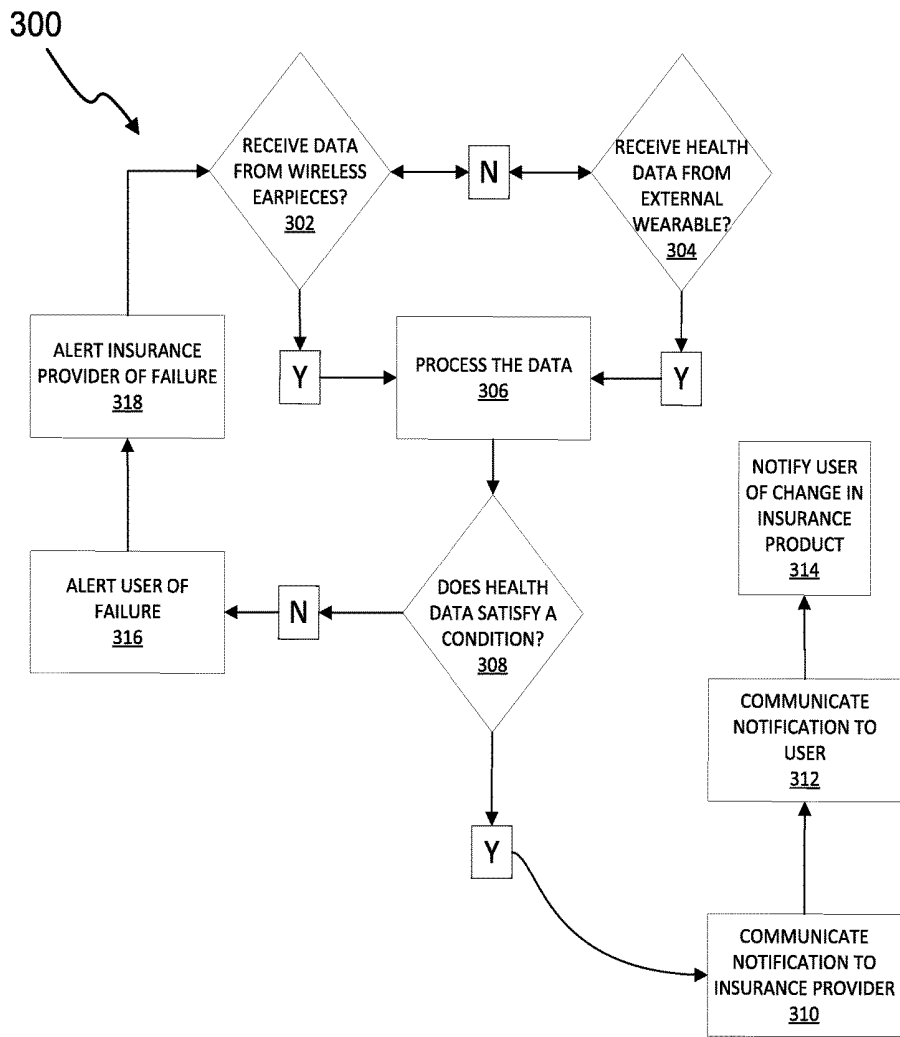 300
RECEIVE DATA
FROM WIRELESS
EARPIECES?
302
N
RECEIVE HEALTH
DATA FROM
EXTERNAL
WEARABLE?
304
Y
PROCESS THE DATA
306
Y
ALERT INSURANCE
PROVIDER OF FAILURE
318
DOES HEALTH
DATA SATISFY A
CONDITION?
308
N
ALERT USER OF
FAILURE
316
Y
NOTIFY USER
OF CHANGE IN
INSURANCE
PRODUCT
314
COMMUNICATE
NOTIFICATION TO
USER
312
COMMUNICATE
NOTIFICATION TO
INSURANCE PROVIDER
310